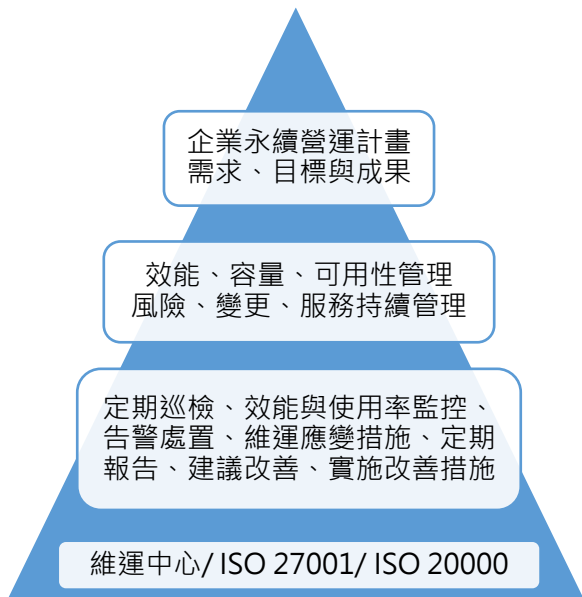 企業永續營運計畫
需求、目標與成果
效能、容量、可用性管理
風險、變更、服務持續管理
定期巡檢、效能與使用率監控、
告警處置、維運應變措施、定期
報告、建議改善、實施改善措施
維運中心/ ISO 27001/ ISO 20000